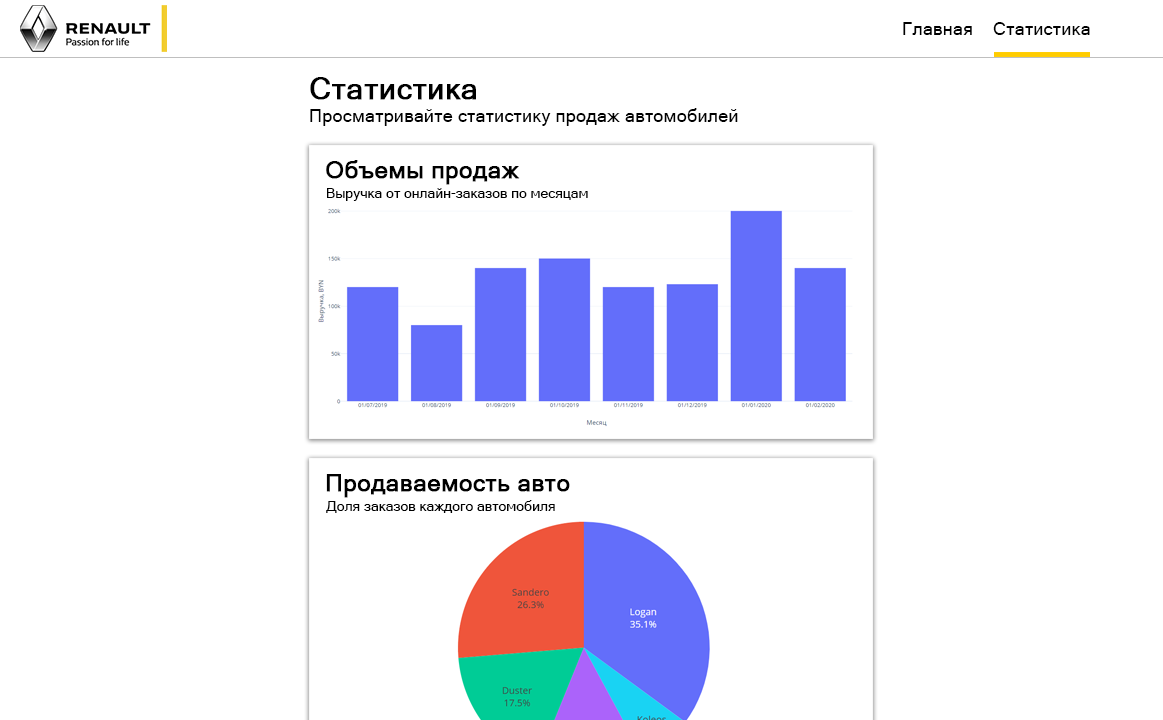 RENAULT
Passion for life
Главная
Статистика
Статистика
Просматривайте статистику продаж автомобилей
Объемы продаж
Выручка от онлайн-заказов по месяцам
200k
150k
100k
50k
0
Выручка, BYN
01/07/2019
01/08/2019
01/09/2019
01/10/2019
01/11/2019
01/12/2019
01/01/2020
01/02/2020
Месяц
Продаваемость авто
Доля заказов каждого автомобиля
Sandero
26.3%
Logan
35.1%
Duster
17.5%
Koleos